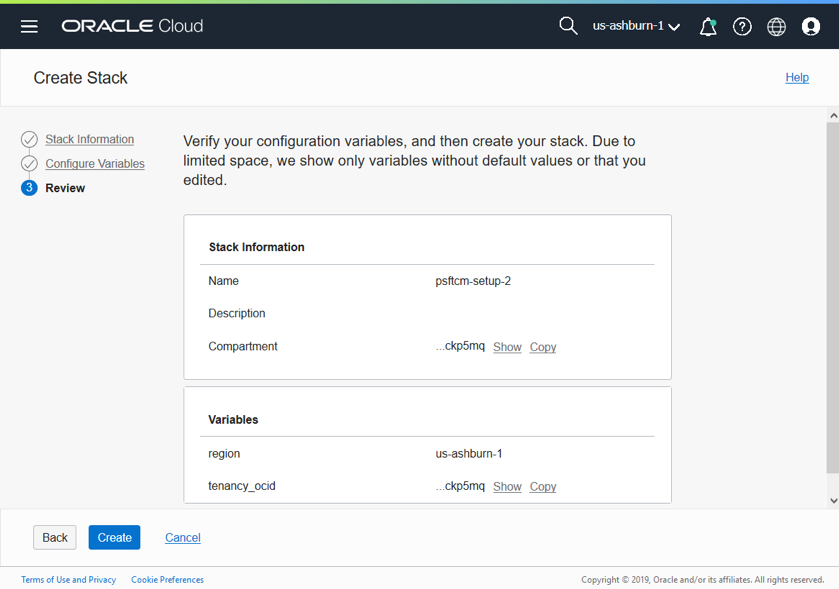 ORACLE Cloud
us-ashburn-1
Create Stack
Help
Stack Information
Configure Variables
3 Review
Verify your configuration variables, and then create your stack. Due to
limited space, we show only variables without default values or that you
edited.
Stack Information
Name psftcm-setup-2
Description
Compartment ...ckp5mq Show Copy
Variables
region us-ashburn-1
tenancy_ocid ...ckp5mq Show Copy
Back Create Cancel
Terms of Use and Privacy Cookie Preferences Copyright © 2019, Oracle and/or its affiliates. All rights reserved.